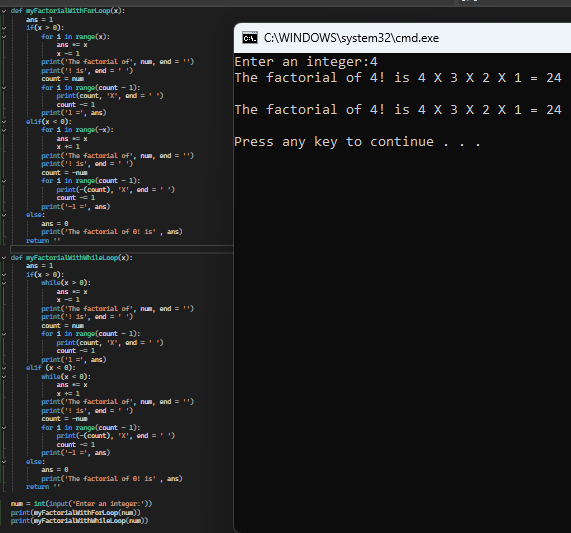 def myFactorialWithForLoop(x):
ans = 1
if(x > 0):
for i in range(x):
ans *= x
x -= 1
print('The factorial of', num, end = '')
print('! is', end = ' ')
count = num
for i in range(count - 1):
print(count, 'X', end = ' ')
count -= 1
print('1 =', ans)
elif(x < 0):
for i in range(-x):
ans *= x
x += 1
print('The factorial of', num, end = '')
print('! is', end = ' ')
count = -num
for i in range(count - 1):
print(-(count), 'X', end = ' ')
count -= 1
print('-1 =', ans)
else:
ans = 0
print('The factorial of 0! is' , ans)
return ''
def myFactorialWithWhileLoop(x):
ans = 1
if(x > 0):
while(x > 0):
ans *= x
x -= 1
print('The factorial of', num, end = '')
print('! is', end = ' ')
count = num
for i in range(count - 1):
print(count, 'X', end = ' ')
count -= 1
print('1 =', ans)
elif (x < 0):
while(x < 0):
ans *= x
x += 1
print('The factorial of', num, end = '')
print('! is', end = ' ')
count = -num
for i in range(count - 1):
print(-(count), 'X', end = ' ')
count -= 1
print('-1 =', ans)
else:
ans = 0
print('The factorial of 0! is' , ans)
return ''
num = int(input('Enter an integer:'))
print(myFactorialWithForLoop(num))
print(myFactorialWithWhileLoop(num))
C:\WINDOWS\system32\cmd.exe
Enter an integer:4
The factorial of 4! is 4 X 3 X 2 X 1 = 24
The factorial of 4! is 4 X 3 X 2 X 1 = 24
Press any key to continue . . .